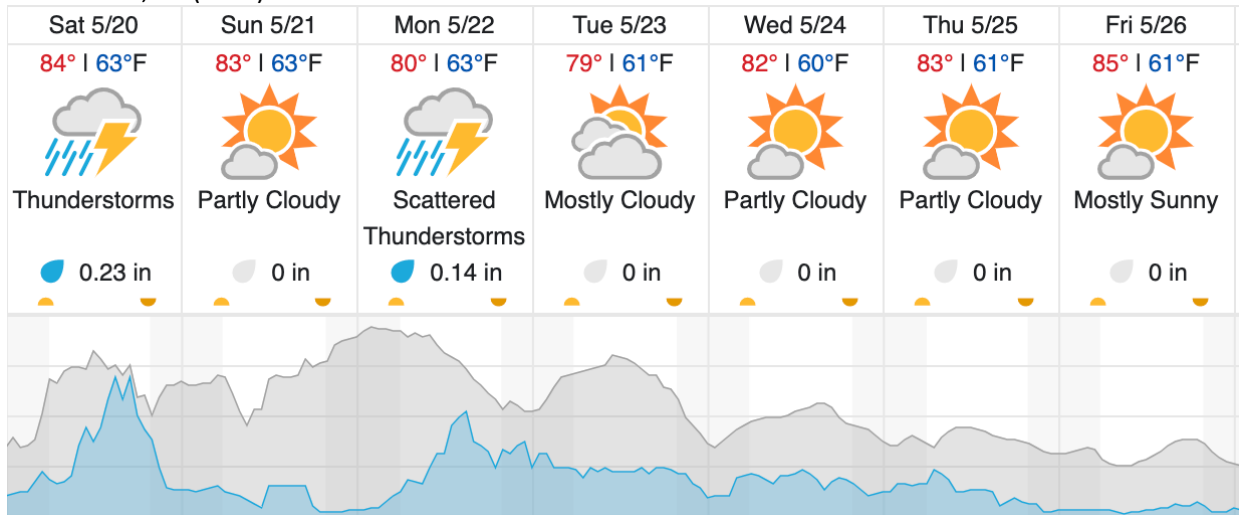 Sat 5/20 Sun 5/21 Mon 5/22 Tue 5/23 Wed 5/24 Thu 5/25 Fri 5/26
84° | 63°F 83° | 63°F 80° | 63°F 79° | 61°F 82° | 60°F 83° | 61°F 85° | 61°F
Thunderstorms Partly Cloudy Scattered Mostly Cloudy Partly Cloudy Partly Cloudy Mostly Sunny
Thunderstorms
0.23 in 0 in 0.14 in 0 in 0 in 0 in 0 in